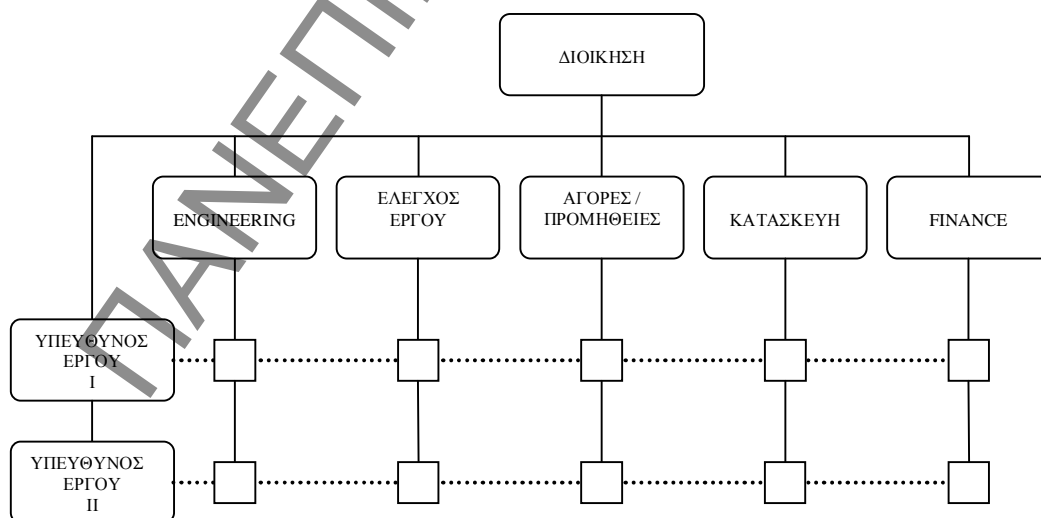 ΔΙΟΙΚΗΣΗ
ENGINEERING
ΕΛΕΓΧΟΣ
ΕΡΓΟΥ
ΑΓΟΡΕΣ /
ΠΡΟΜΗΘΕΙΕΣ
ΚΑΤΑΣΚΕΥΗ
FINANCE
ΥΠΕΥΘΥΝΟΣ
ΕΡΓΟΥ
I
ΥΠΕΥΘΥΝΟΣ
ΕΡΓΟΥ
II